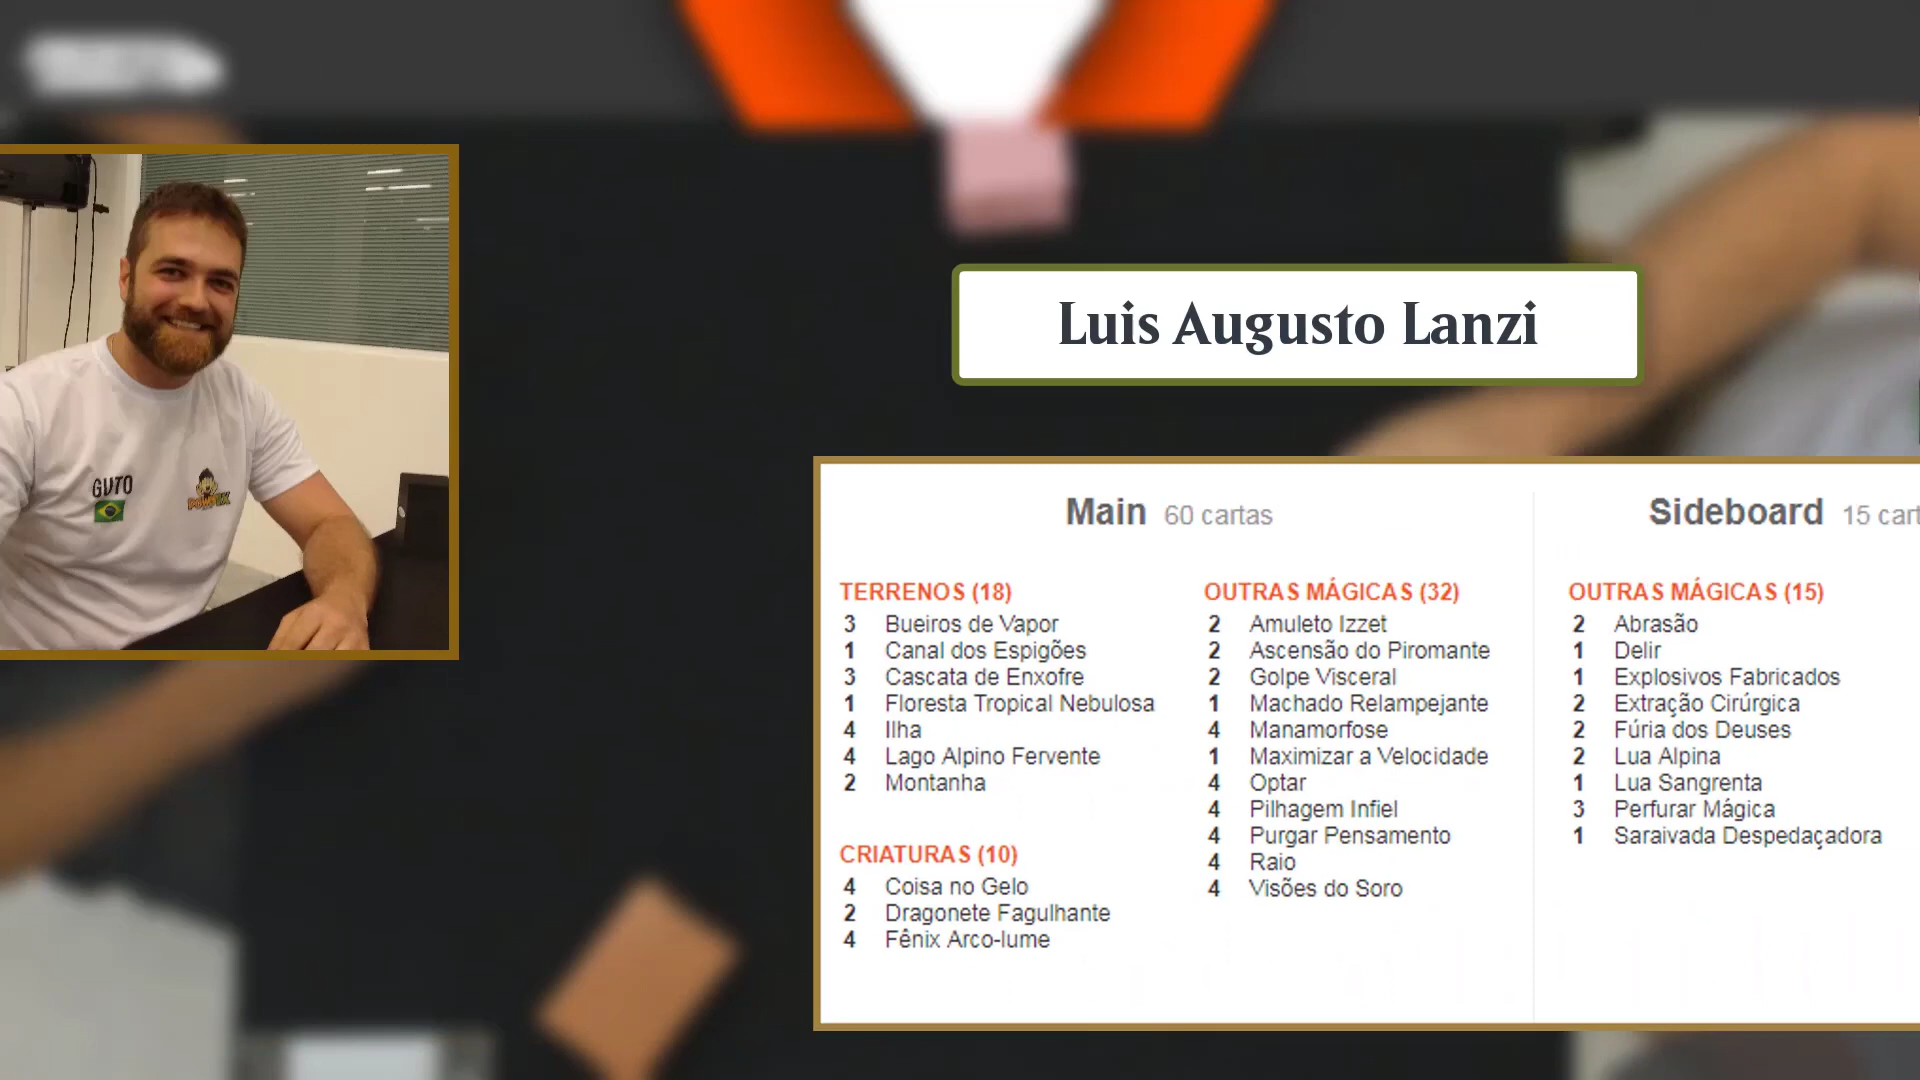 Luis Augusto Lanzi
GUTO
Main 60 cartas
TERRENOS (18)
3 Bueiros de Vapor
1 Canal dos Espigões
3 Cascata de Enxofre
1 Floresta Tropical Nebulosa
4 Ilha
4 Lago Alpino Fervente
2 Montanha
CRIATURAS (10)
4 Coisa no Gelo
2 Dragonete Fagulhante
4 Fênix Arco-lume
OUTRAS MÁGICAS (32)
2 Amuleto Izzet
2 Ascensão do Piromante
2 Golpe Visceral
1 Machado Relampejante
4 Manamorfose
1 Maximizar a Velocidade
4 Optar
4 Pilhagem Infiel
4 Purgar Pensamento
4 Raio
4 Visões do Soro
Sideboard 15 cart
OUTRAS MÁGICAS (15)
2 Abrasão
1 Delir
1 Explosivos Fabricados
2 Extração Cirúrgica
2 Fúria dos Deuses
2 Lua Alpina
1 Lua Sangrenta
3 Perfurar Mágica
1 Saraivada Despedaçadora